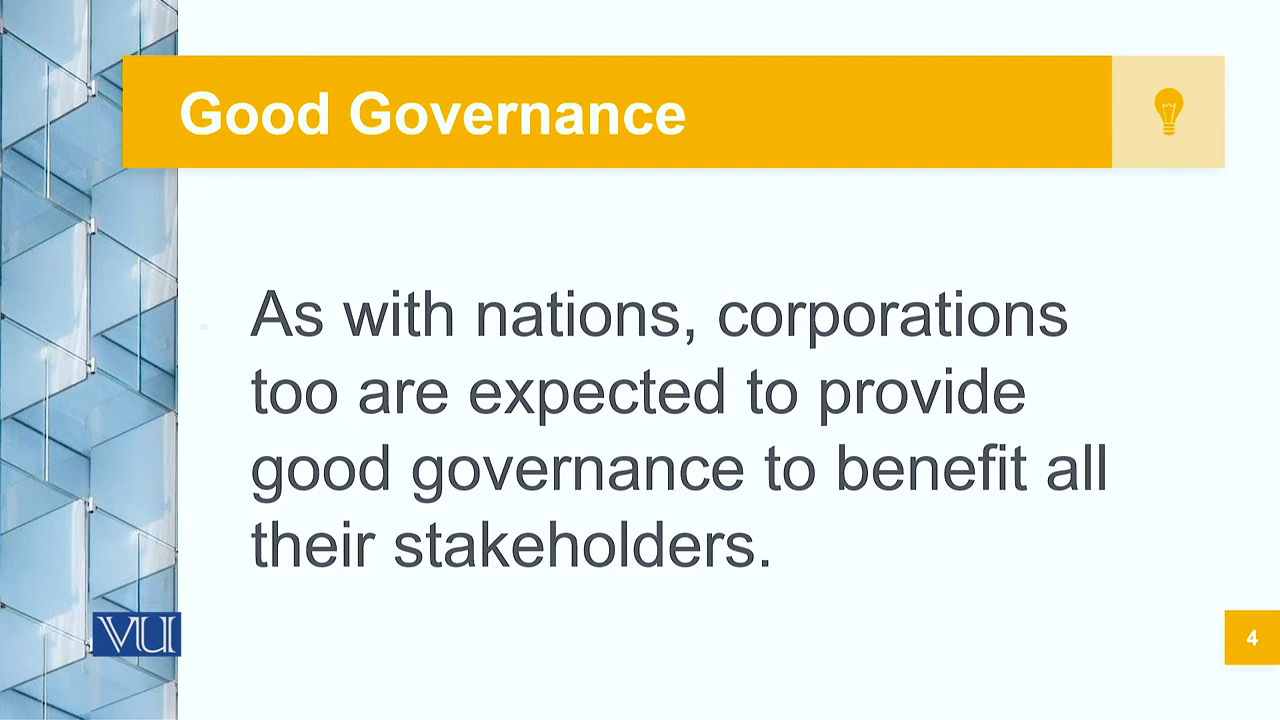 Good Governance
As with nations, corporations
too are expected to provide
good governance to benefit all
their stakeholders.
VU
4